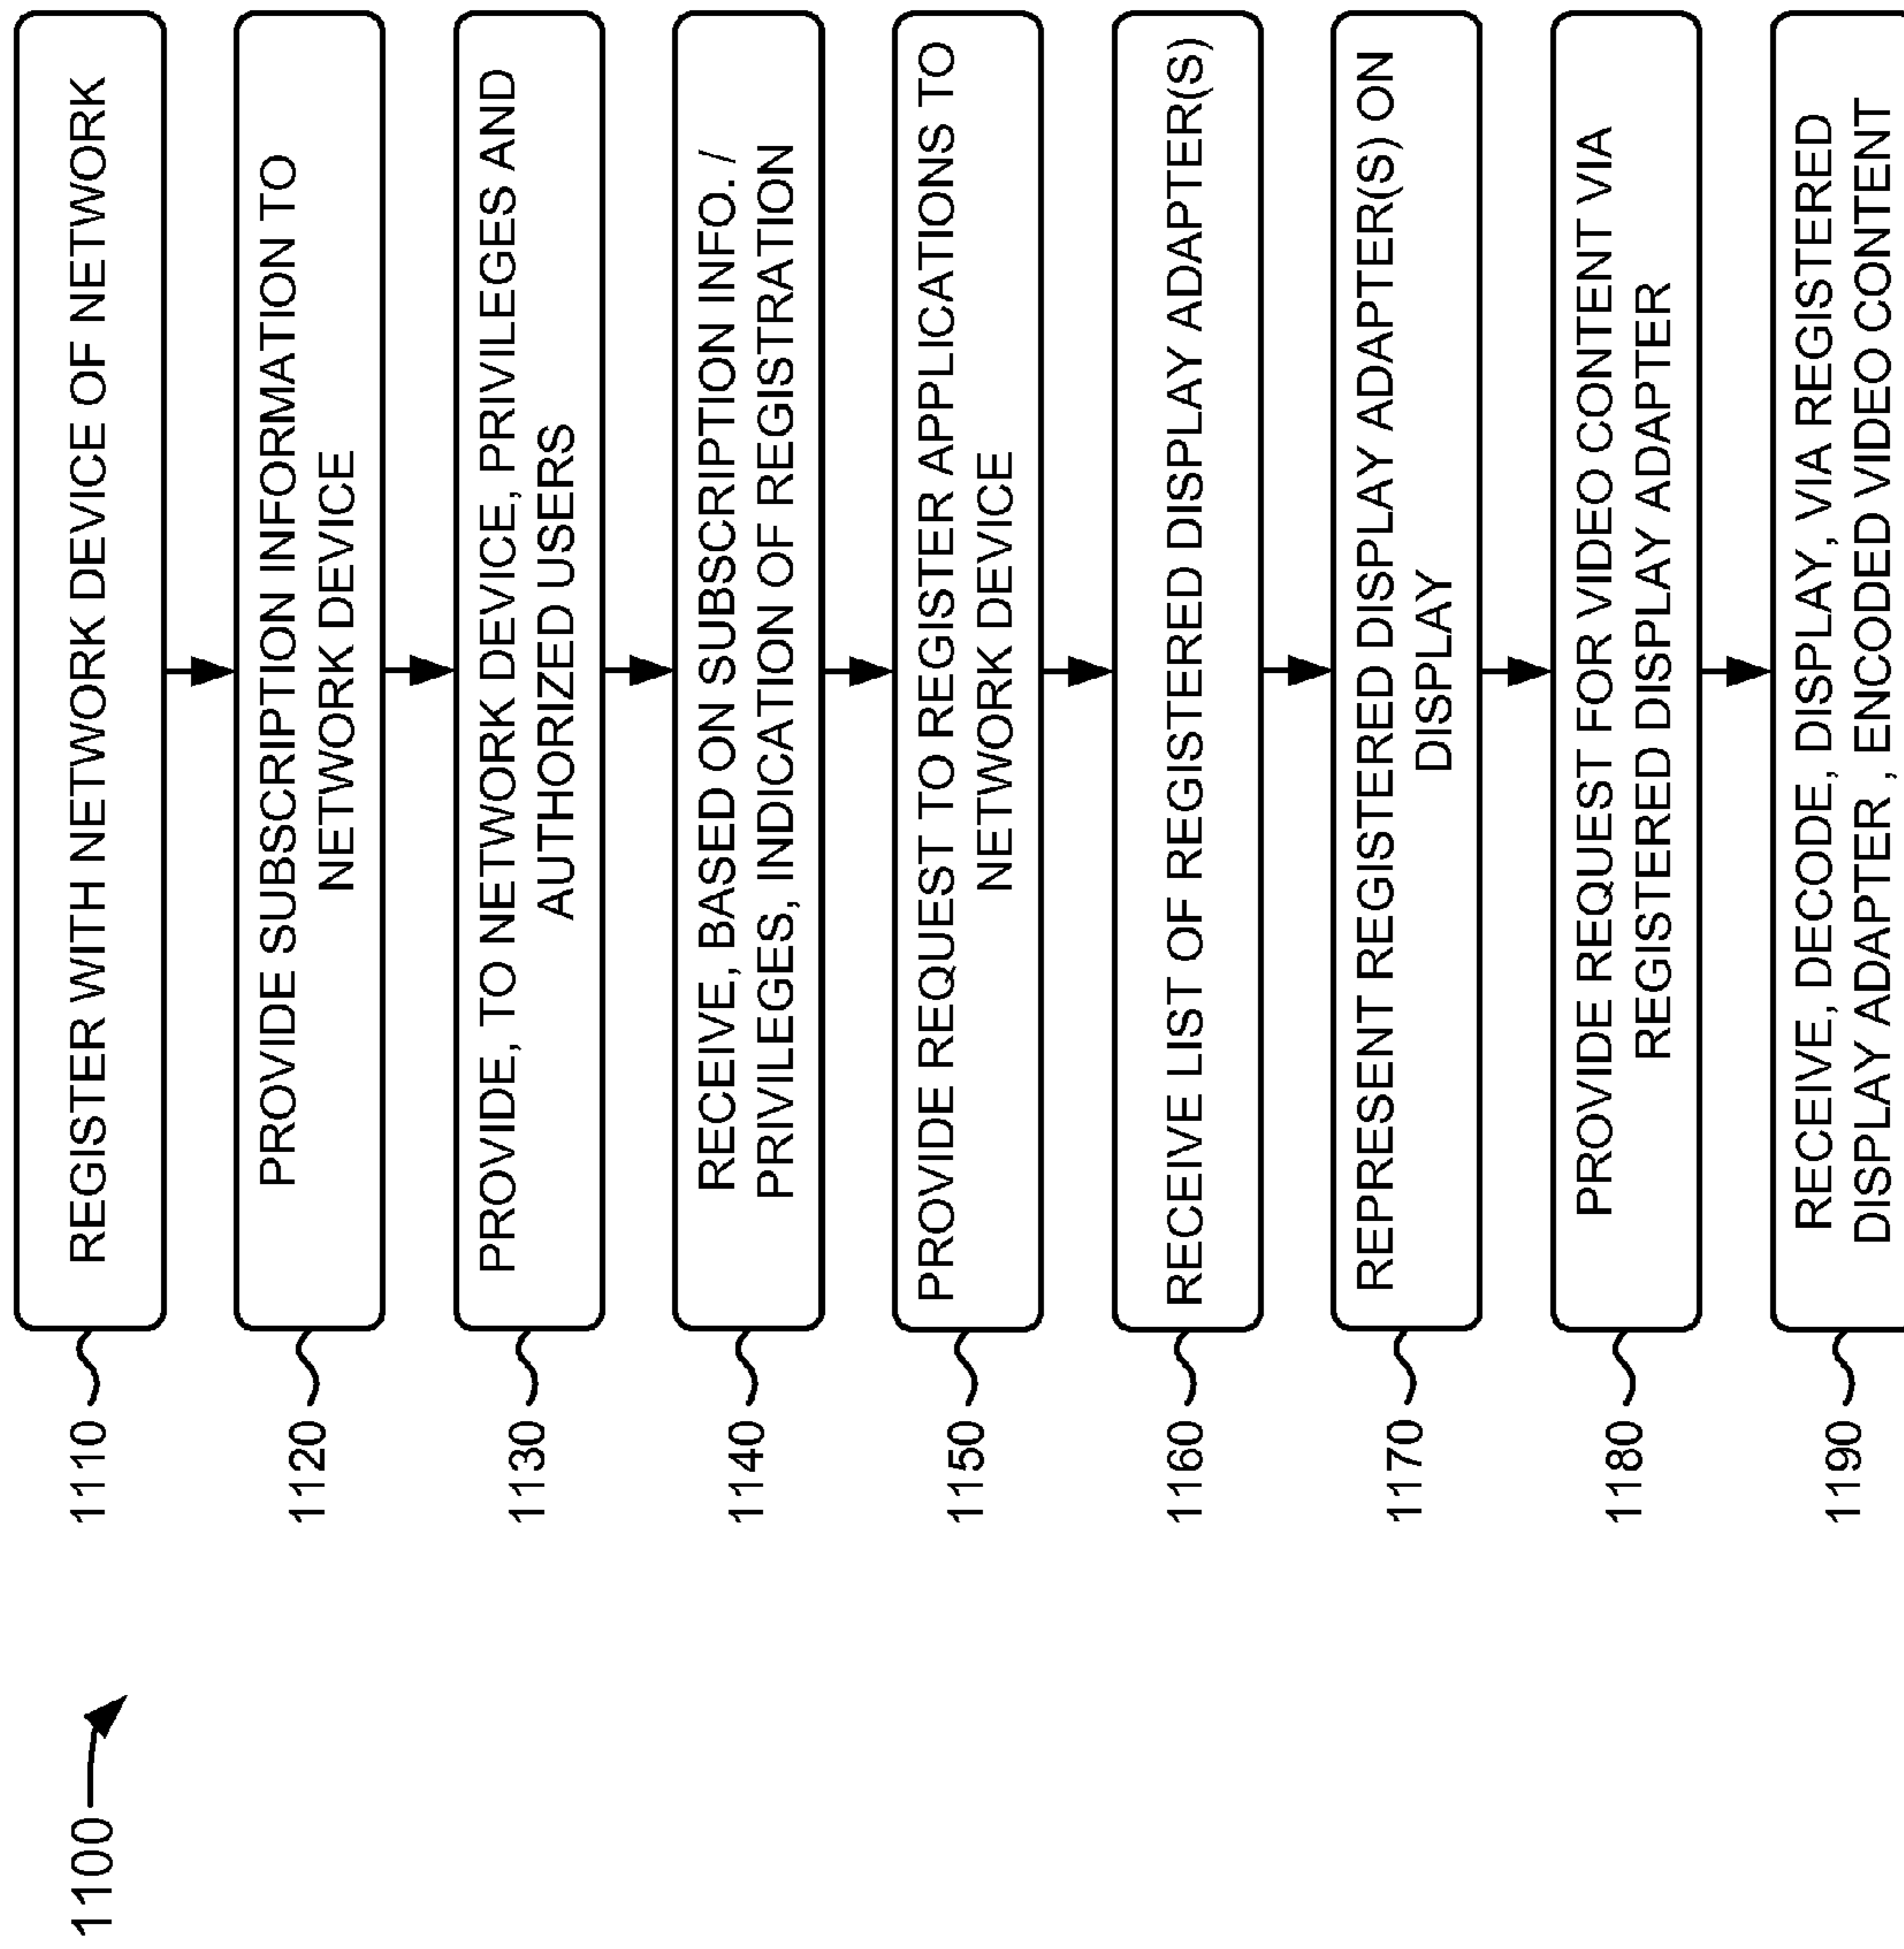 1100
1110
REGISTER WITH NETWORK DEVICE OF NETWORK
1120
PROVIDE SUBSCRIPTION INFORMATION TO
NETWORK DEVICE
1130
PROVIDE, TO NETWORK DEVICE, PRIVILEGES AND
AUTHORIZED USERS
1140
RECEIVE, BASED ON SUBSCRIPTION INFO. /
PRIVILEGES, INDICATION OF REGISTRATION
1150
PROVIDE REQUEST TO REGISTER APPLICATIONS TO
NETWORK DEVICE
1160
RECEIVE LIST OF REGISTERED DISPLAY ADAPTER(S)
1170
REPRESENT REGISTERED DISPLAY ADAPTER(S) ON
DISPLAY
1180
PROVIDE REQUEST FOR VIDEO CONTENT VIA
REGISTERED DISPLAY ADAPTER
1190
RECEIVE, DECODE, DISPLAY, VIA REGISTERED
DISPLAY ADAPTER, ENCODED VIDEO CONTENT